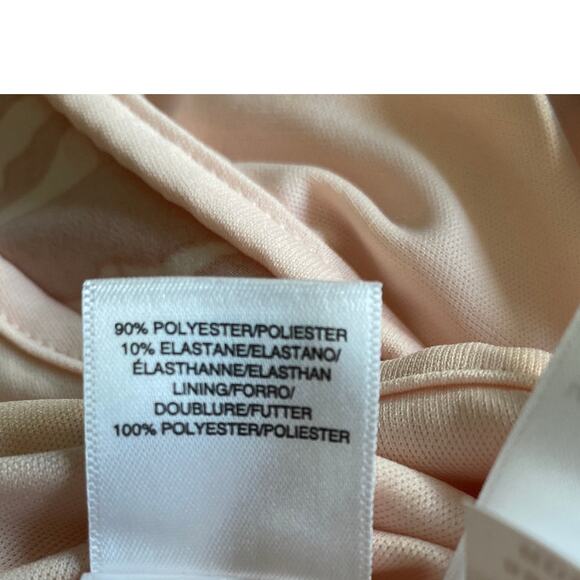 90% POLYESTER/POLIESTER
10% ELASTANE/ELASTANO/
ÉLASTHANNE/ELASTHAN
LINING/FORRO/
DOUBLURE/FUTTER
100% POLYESTER/POLIESTER